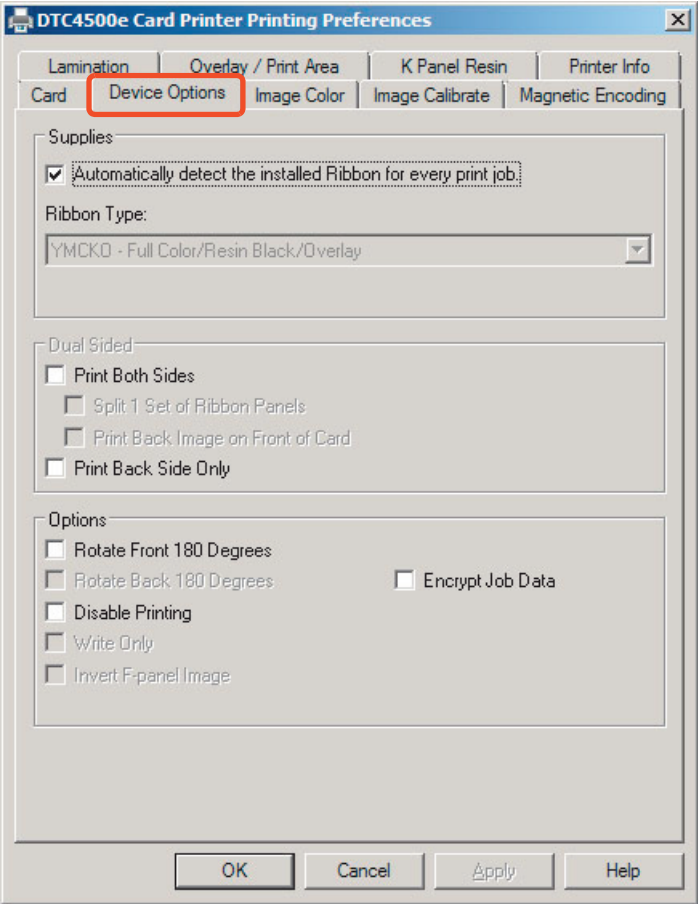 DTC4500e Card Printer Printing Preferences
Lamination Overlay / Print Area K Panel Resin Printer Info
Card Device Options Image Color Image Calibrate Magnetic Encoding
Supplies
Automatically detect the installed Ribbon for every print job.
Ribbon Type:
YMCKO - Full Color/Resin Black/Overlay
Dual Sided
Print Both Sides
Split 1 Set of Ribbon Panels
Print Back Image on Front of Card
Print Back Side Only
Options
Rotate Front 180 Degrees
Rotate Back 180 Degrees Encrypt Job Data
Disable Printing
Write Only
Invert F-panel Image
OK Cancel Apply Help